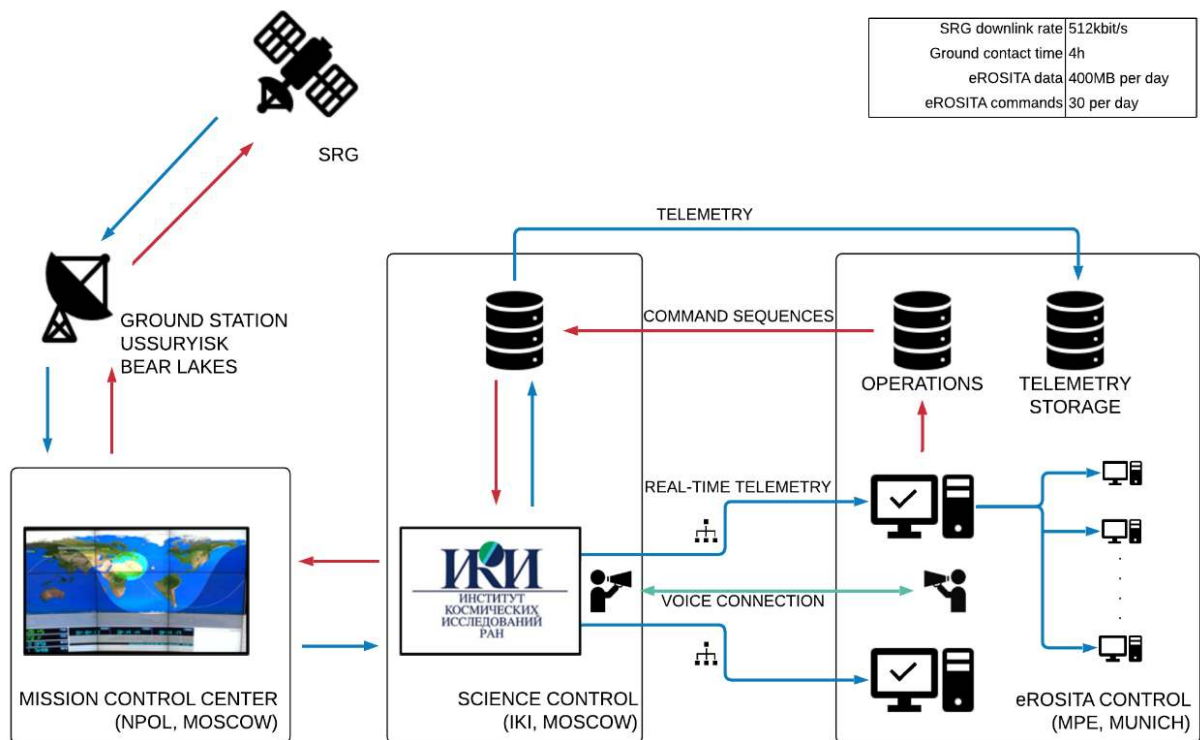 SRG downlink rate 512kbit/s
Ground contact time 4h
eROSITA data 400MB per day
eROSITA commands 30 per day
SRG
TELEMETRY
GROUND STATION
USSURYISK
BEAR LAKES
COMMAND SEQUENCES
OPERATIONS
TELEMETRY
STORAGE
REAL-TIME TELEMETRY
ИКИ
ИНСТИТУТ
КОСМИЧЕСКИХ
ИССЛЕДОВАНИЙ
РАН
VOICE CONNECTION
MISSION CONTROL CENTER
(NPOL, MOSCOW)
SCIENCE CONTROL
(IKI, MOSCOW)
eROSITA CONTROL
(MPE, MUNICH)